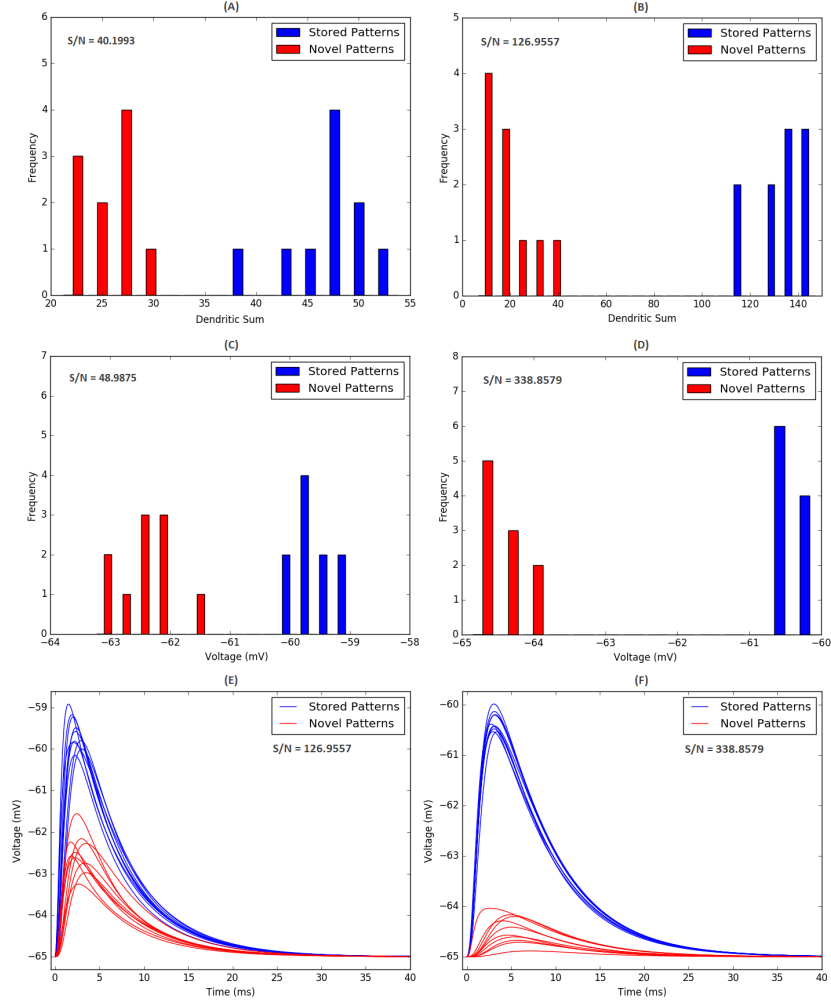 (A)
S/N = 40.1993
Stored Patterns
Novel Patterns
6
5
4
3
2
1
0
Frequency
20 25 30 35 40 45 50 55
Dendritic Sum
(B)
S/N = 126.9557
Stored Patterns
Novel Patterns
5
4
3
2
1
0
Frequency
0 20 40 60 80 100 120 140
Dendritic Sum
(C)
S/N = 48.9875
Stored Patterns
Novel Patterns
7
6
5
4
3
2
1
0
Frequency
−64 −63 −62 −61 −60 −59 −58
Voltage (mV)
(D)
S/N = 338.8579
Stored Patterns
Novel Patterns
8
7
6
5
4
3
2
1
0
Frequency
−65 −64 −63 −62 −61 −60
Voltage (mV)
(E)
Stored Patterns
Novel Patterns
S/N = 126.9557
−59
−60
−61
−62
−63
−64
−65
Voltage (mV)
0 5 10 15 20 25 30 35 40
Time (ms)
(F)
Stored Patterns
Novel Patterns
S/N = 338.8579
−60
−61
−62
−63
−64
−65
Voltage (mV)
0 5 10 15 20 25 30 35 40
Time (ms)